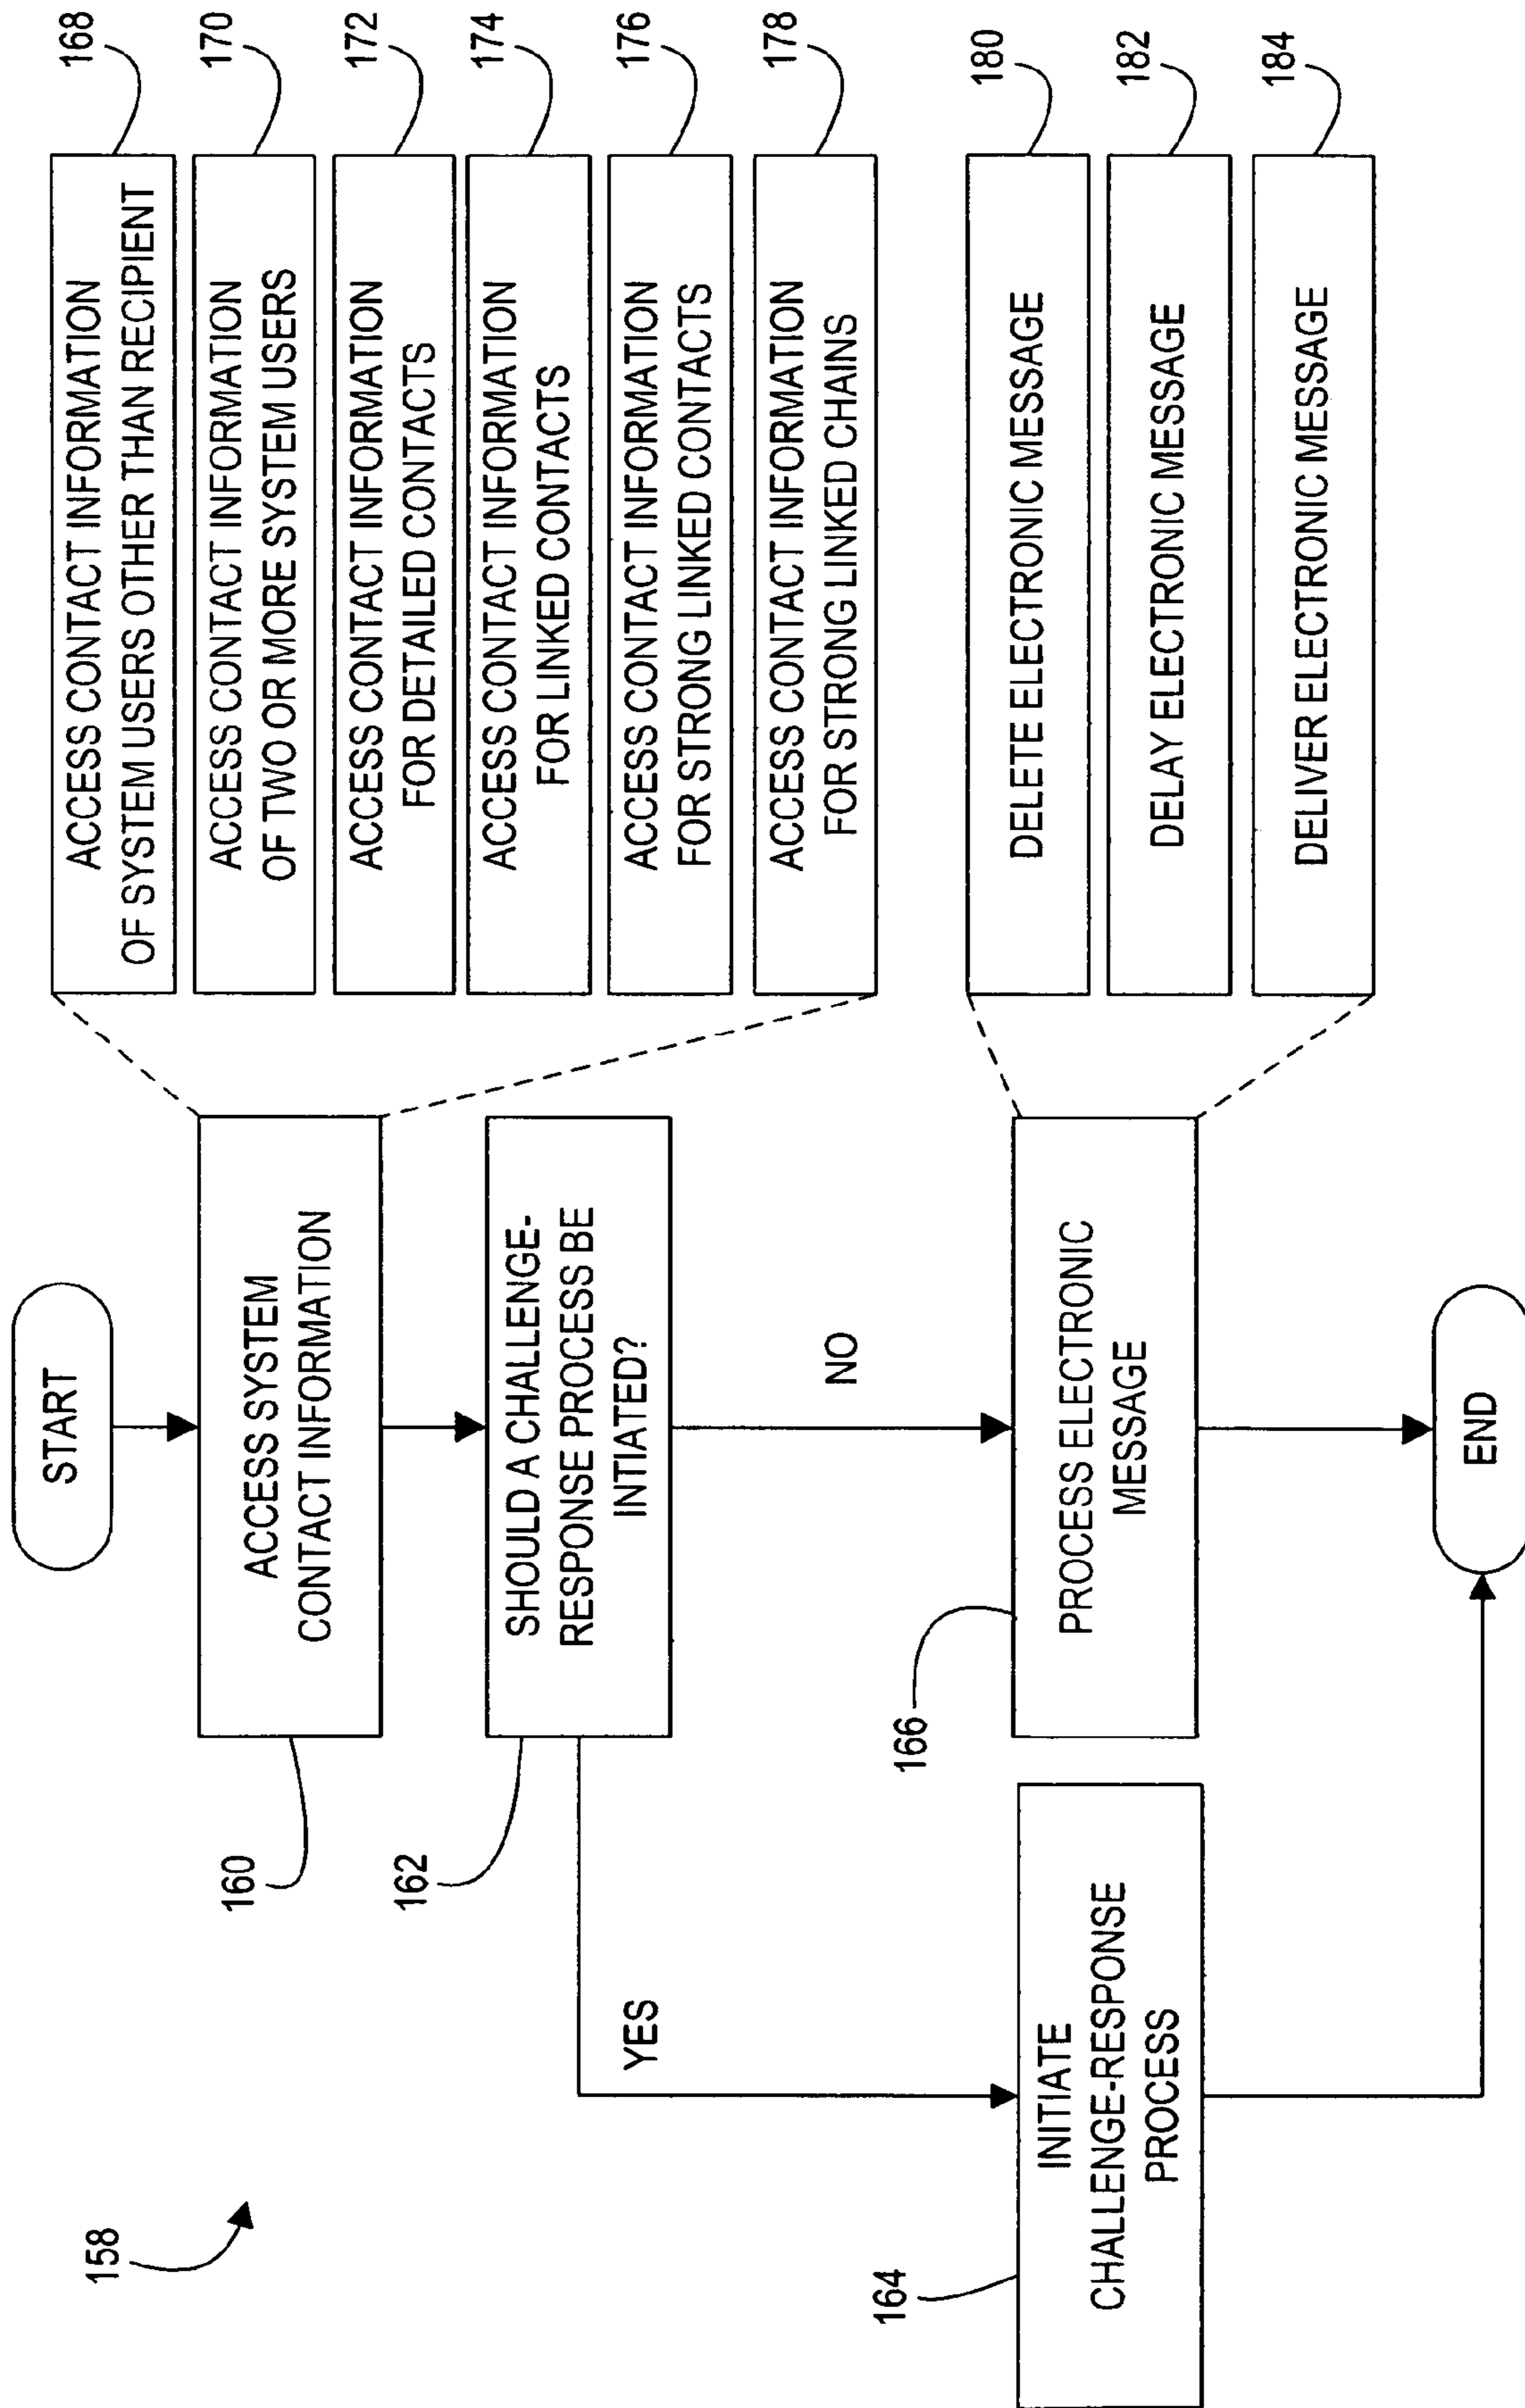 158
START
160
ACCESS SYSTEM
CONTACT INFORMATION
162
SHOULD A CHALLENGE-
RESPONSE PROCESS BE
INTIATED?
YES
NO
164
INITIATE
CHALLENGE-RESPONSE
PROCESS
166
PROCESS ELECTRONIC
MESSAGE
END
ACCESS CONTACT INFORMATION
OF SYSTEM USERS OTHER THAN RECIPIENT
168
ACCESS CONTACT INFORMATION
OF TWO OR MORE SYSTEM USERS
170
ACCESS CONTACT INFORMATION
FOR DETAILED CONTACTS
172
ACCESS CONTACT INFORMATION
FOR LINKED CONTACTS
174
ACCESS CONTACT INFORMATION
FOR STRONG LINKED CONTACTS
176
ACCESS CONTACT INFORMATION
FOR STRONG LINKED CHAINS
178
DELETE ELECTRONIC MESSAGE
180
DELAY ELECTRONIC MESSAGE
182
DELIVER ELECTRONIC MESSAGE
184